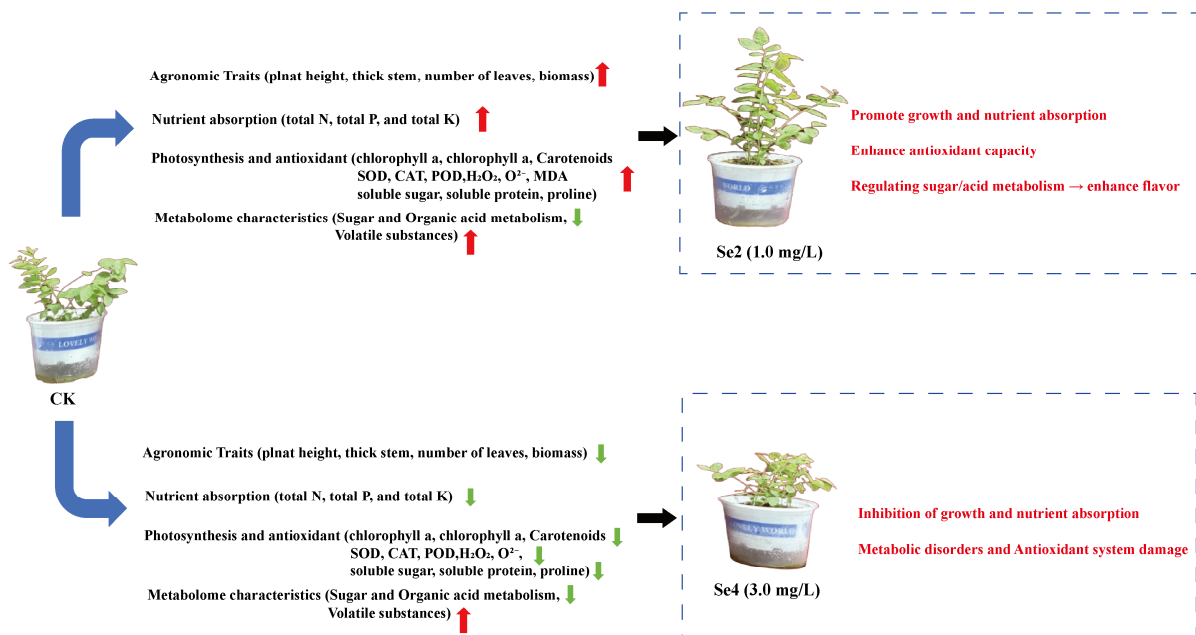 Agronomic Traits (plnat height, thick stem, number of leaves, biomass)
Nutrient absorption (total N, total P, and total K)
Photosynthesis and antioxidant (chlorophyll a, chlorophyll a, Carotenoids
SOD, CAT, POD,H₂O₂, O²⁻, MDA
soluble sugar, soluble protein, proline)
Metabolome characteristics (Sugar and Organic acid metabolism,
Volatile substances)
WORLD
Se2 (1.0 mg/L)
Promote growth and nutrient absorption
Enhance antioxidant capacity
Regulating sugar/acid metabolism → enhance flavor
LOVELY
CK
Agronomic Traits (plnat height, thick stem, number of leaves, biomass)
Nutrient absorption (total N, total P, and total K)
Photosynthesis and antioxidant (chlorophyll a, chlorophyll a, Carotenoids
SOD, CAT, POD,H₂O₂, O²⁻,
soluble sugar, soluble protein, proline)
Metabolome characteristics (Sugar and Organic acid metabolism,
Volatile substances)
WORLD
Se4 (3.0 mg/L)
Inhibition of growth and nutrient absorption
Metabolic disorders and Antioxidant system damage